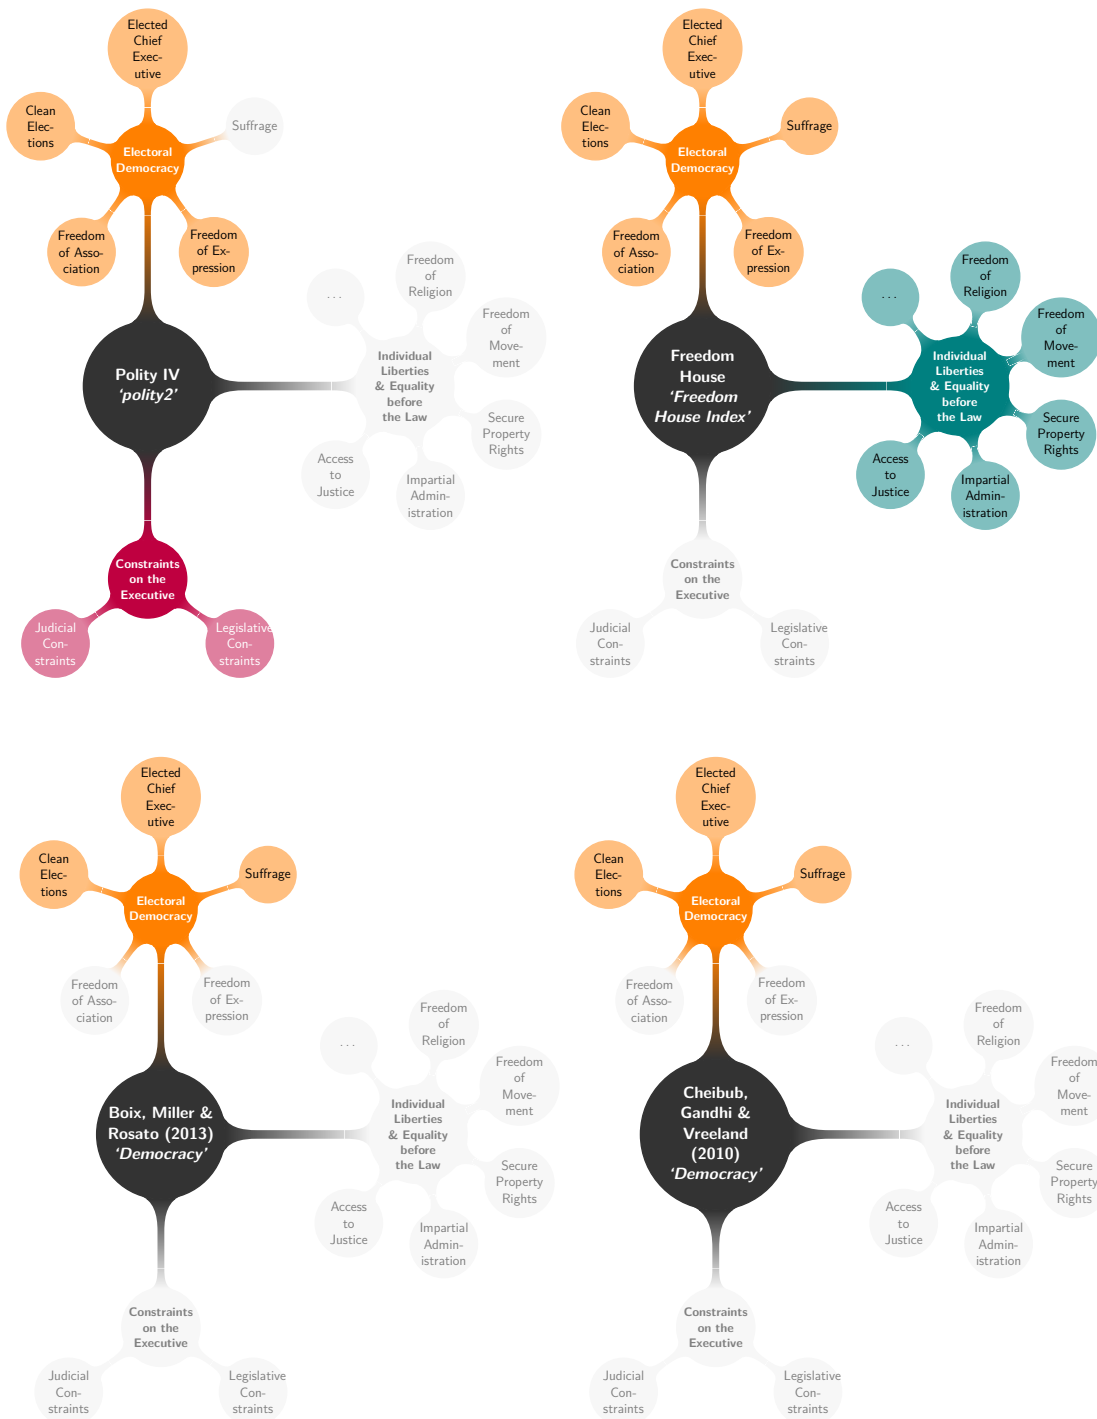 Elected
Chief
Exec-
utive
Clean
Elec-
tions
Suffrage
Electoral
Democracy
Freedom
of Asso-
ciation
Freedom
of Ex-
pression
Polity IV
‘polity2’
. . .
Freedom
of
Religion
Freedom
of
Move-
ment
Individual
Liberties
& Equality
before
the Law
Secure
Property
Rights
Access
to
Justice
Impartial
Admin-
istration
Constraints
on the
Executive
Judicial
Con-
straints
Legislative
Con-
straints
Elected
Chief
Exec-
utive
Clean
Elec-
tions
Suffrage
Electoral
Democracy
Freedom
of Asso-
ciation
Freedom
of Ex-
pression
Freedom
House
‘Freedom
House Index’
. . .
Freedom
of
Religion
Freedom
of
Move-
ment
Individual
Liberties
& Equality
before
the Law
Secure
Property
Rights
Access
to
Justice
Impartial
Admin-
istration
Constraints
on the
Executive
Judicial
Con-
straints
Legislative
Con-
straints
Elected
Chief
Exec-
utive
Clean
Elec-
tions
Suffrage
Electoral
Democracy
Freedom
of Asso-
ciation
Freedom
of Ex-
pression
Boix, Miller &
Rosato (2013)
‘Democracy’
. . .
Freedom
of
Religion
Freedom
of
Move-
ment
Individual
Liberties
& Equality
before
the Law
Secure
Property
Rights
Access
to
Justice
Impartial
Admin-
istration
Constraints
on the
Executive
Judicial
Con-
straints
Legislative
Con-
straints
Elected
Chief
Exec-
utive
Clean
Elec-
tions
Suffrage
Electoral
Democracy
Freedom
of Asso-
ciation
Freedom
of Ex-
pression
Cheibub,
Gandhi &
Vreeland
(2010)
‘Democracy’
. . .
Freedom
of
Religion
Freedom
of
Move-
ment
Individual
Liberties
& Equality
before
the Law
Secure
Property
Rights
Access
to
Justice
Impartial
Admin-
istration
Constraints
on the
Executive
Judicial
Con-
straints
Legislative
Con-
straints